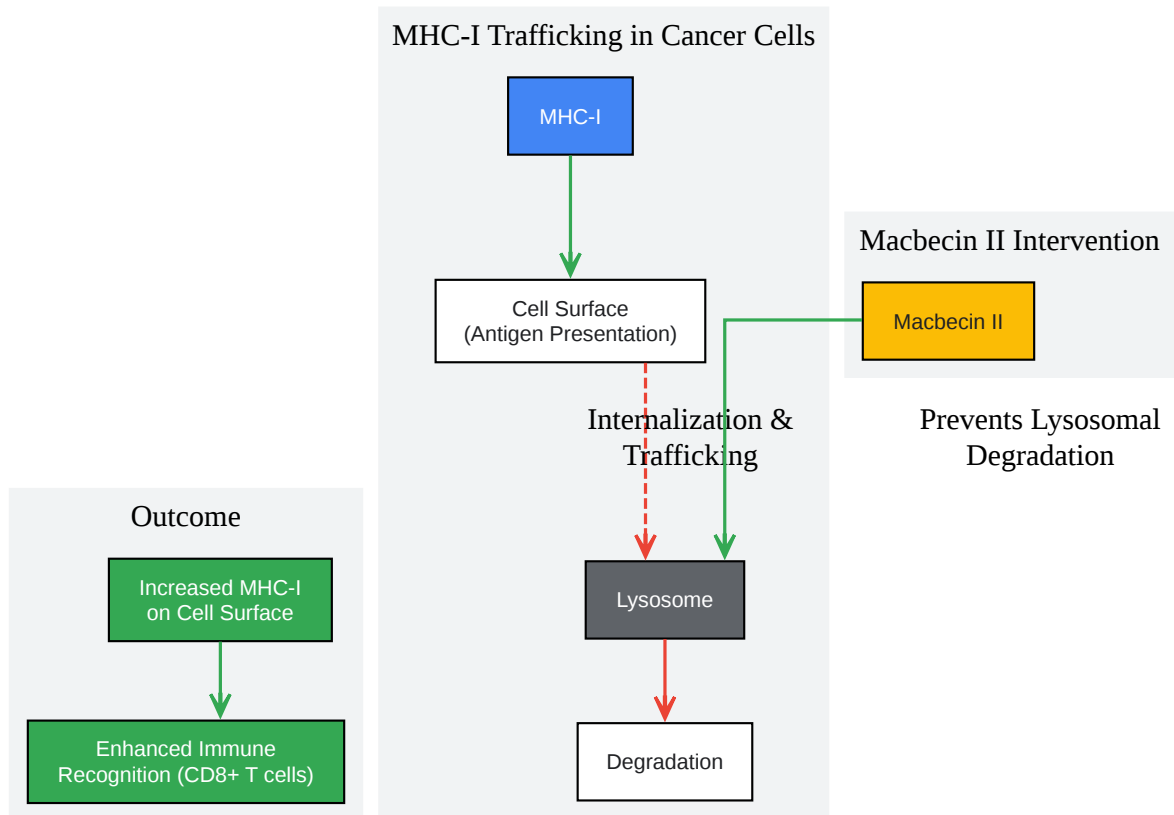 MHC-I Trafficking in Cancer Cells
MHC-I
Cell Surface
(Antigen Presentation)
Macbecin II Intervention
Macbecin II
Internalization &
Trafficking
Prevents Lysosomal
Degradation
Outcome
Increased MHC-I
on Cell Surface
Lysosome
Enhanced Immune
Recognition (CD8+ T cells)
Degradation